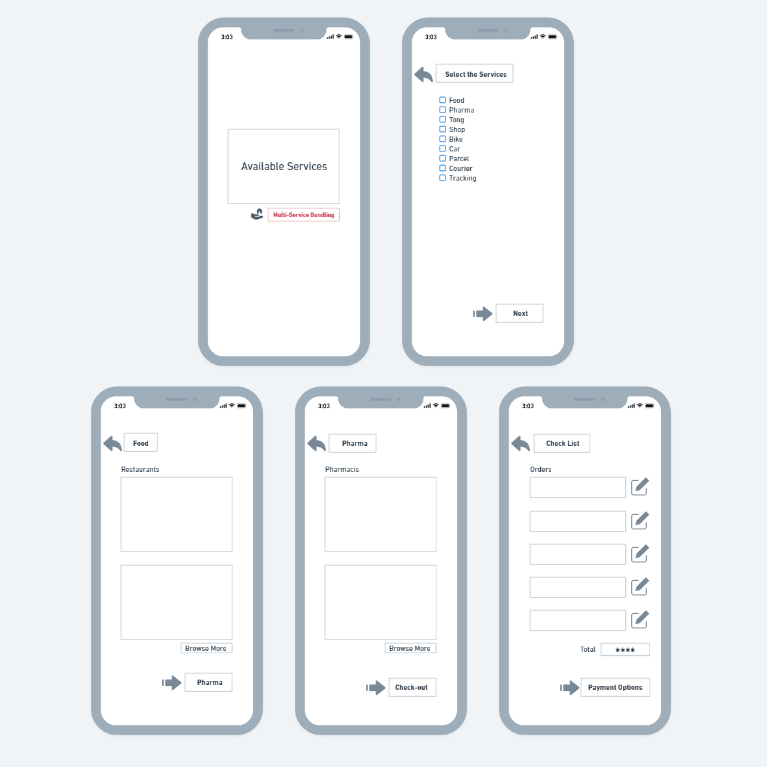 3:03
Available Services
Multi-Service Bundling
3:03
Select the Services
Food
Pharma
Tong
Shop
Bike
Car
Parcel
Courier
Tracking
Next
3:03
Food
Restaurants
Browse More
Pharma
3:03
Pharma
Pharmacis
Browse More
Check-out
3:03
Check List
Orders
Total ****
Payment Options